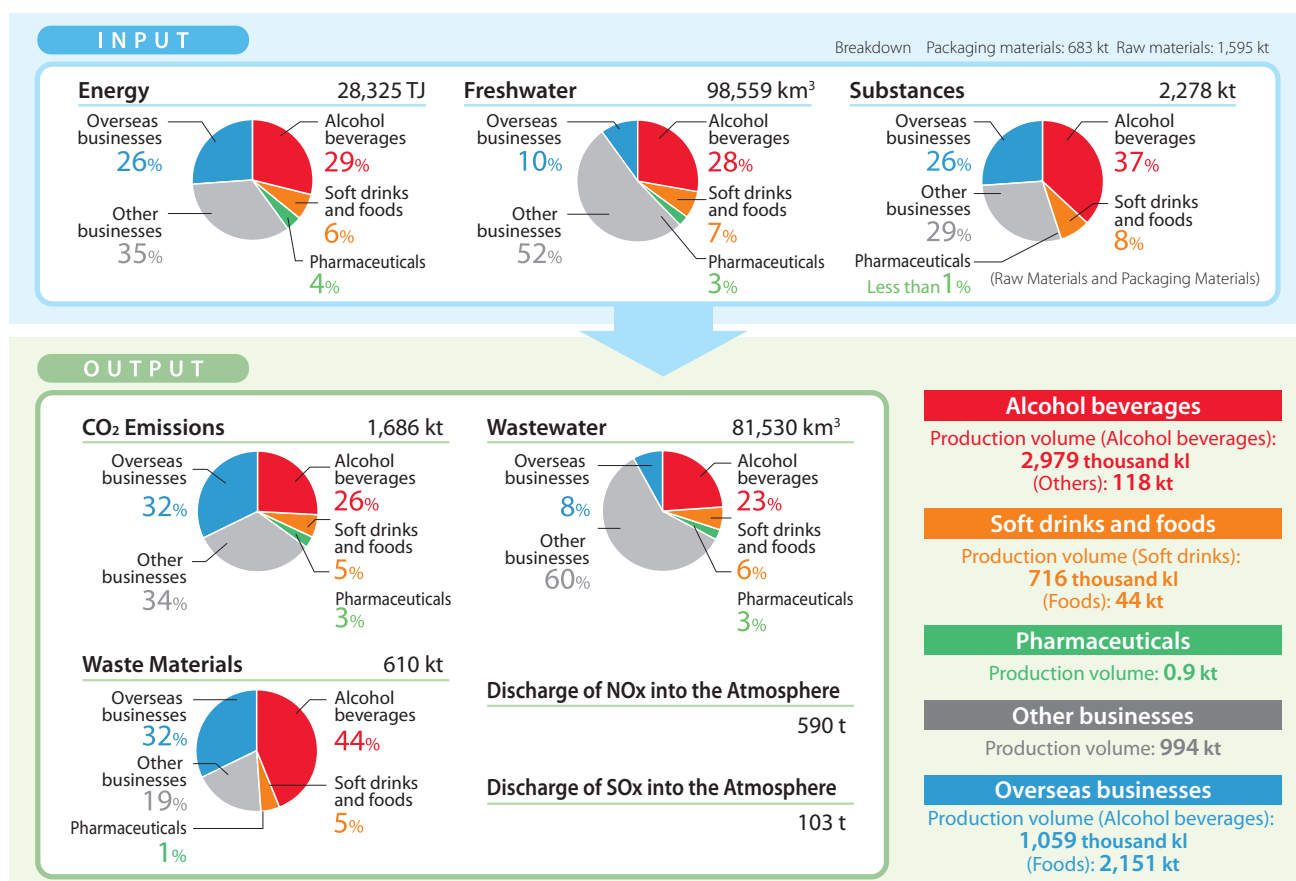 INPUT
Breakdown Packaging materials: 683 kt Raw materials: 1,595 kt
Energy 28,325 TJ
Overseas
businesses
26%
Alcohol
beverages
29%
Other
businesses
35%
Soft drinks
and foods
6%
Pharmaceuticals
4%
Freshwater 98,559 km³
Overseas
businesses
10%
Alcohol
beverages
28%
Other
businesses
52%
Soft drinks
and foods
7%
Pharmaceuticals
3%
Substances 2,278 kt
Overseas
businesses
26%
Alcohol
beverages
37%
Other
businesses
29%
Soft drinks
and foods
8%
Pharmaceuticals
Less than 1%
(Raw Materials and Packaging Materials)
OUTPUT
CO₂ Emissions 1,686 kt
Overseas
businesses
32%
Alcohol
beverages
26%
Other
businesses
34%
Soft drinks
and foods
5%
Pharmaceuticals
3%
Wastewater 81,530 km³
Overseas
businesses
8%
Alcohol
beverages
23%
Other
businesses
60%
Soft drinks
and foods
6%
Pharmaceuticals
3%
Waste Materials 610 kt
Overseas
businesses
32%
Alcohol
beverages
44%
Other
businesses
19%
Soft drinks
and foods
5%
Pharmaceuticals
1%
Discharge of NOx into the Atmosphere
590 t
Discharge of SOx into the Atmosphere
103 t
Alcohol beverages
Production volume (Alcohol beverages):
2,979 thousand kl
(Others): 118 kt
Soft drinks and foods
Production volume (Soft drinks):
716 thousand kl
(Foods): 44 kt
Pharmaceuticals
Production volume: 0.9 kt
Other businesses
Production volume: 994 kt
Overseas businesses
Production volume (Alcohol beverages):
1,059 thousand kl
(Foods): 2,151 kt